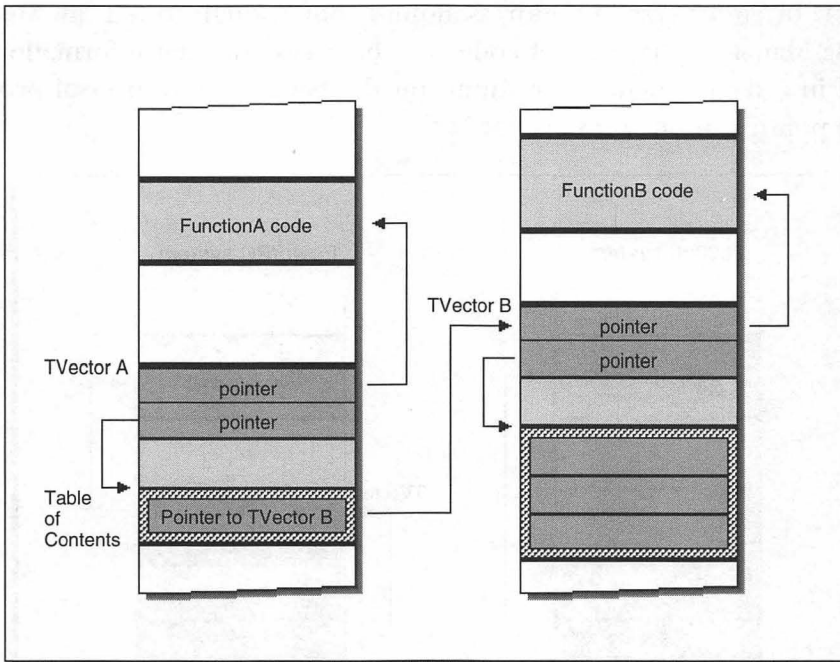 FunctionA code
TVector A
pointer
pointer
Table
of
Contents
Pointer to TVector B
FunctionB code
TVector B
pointer
pointer